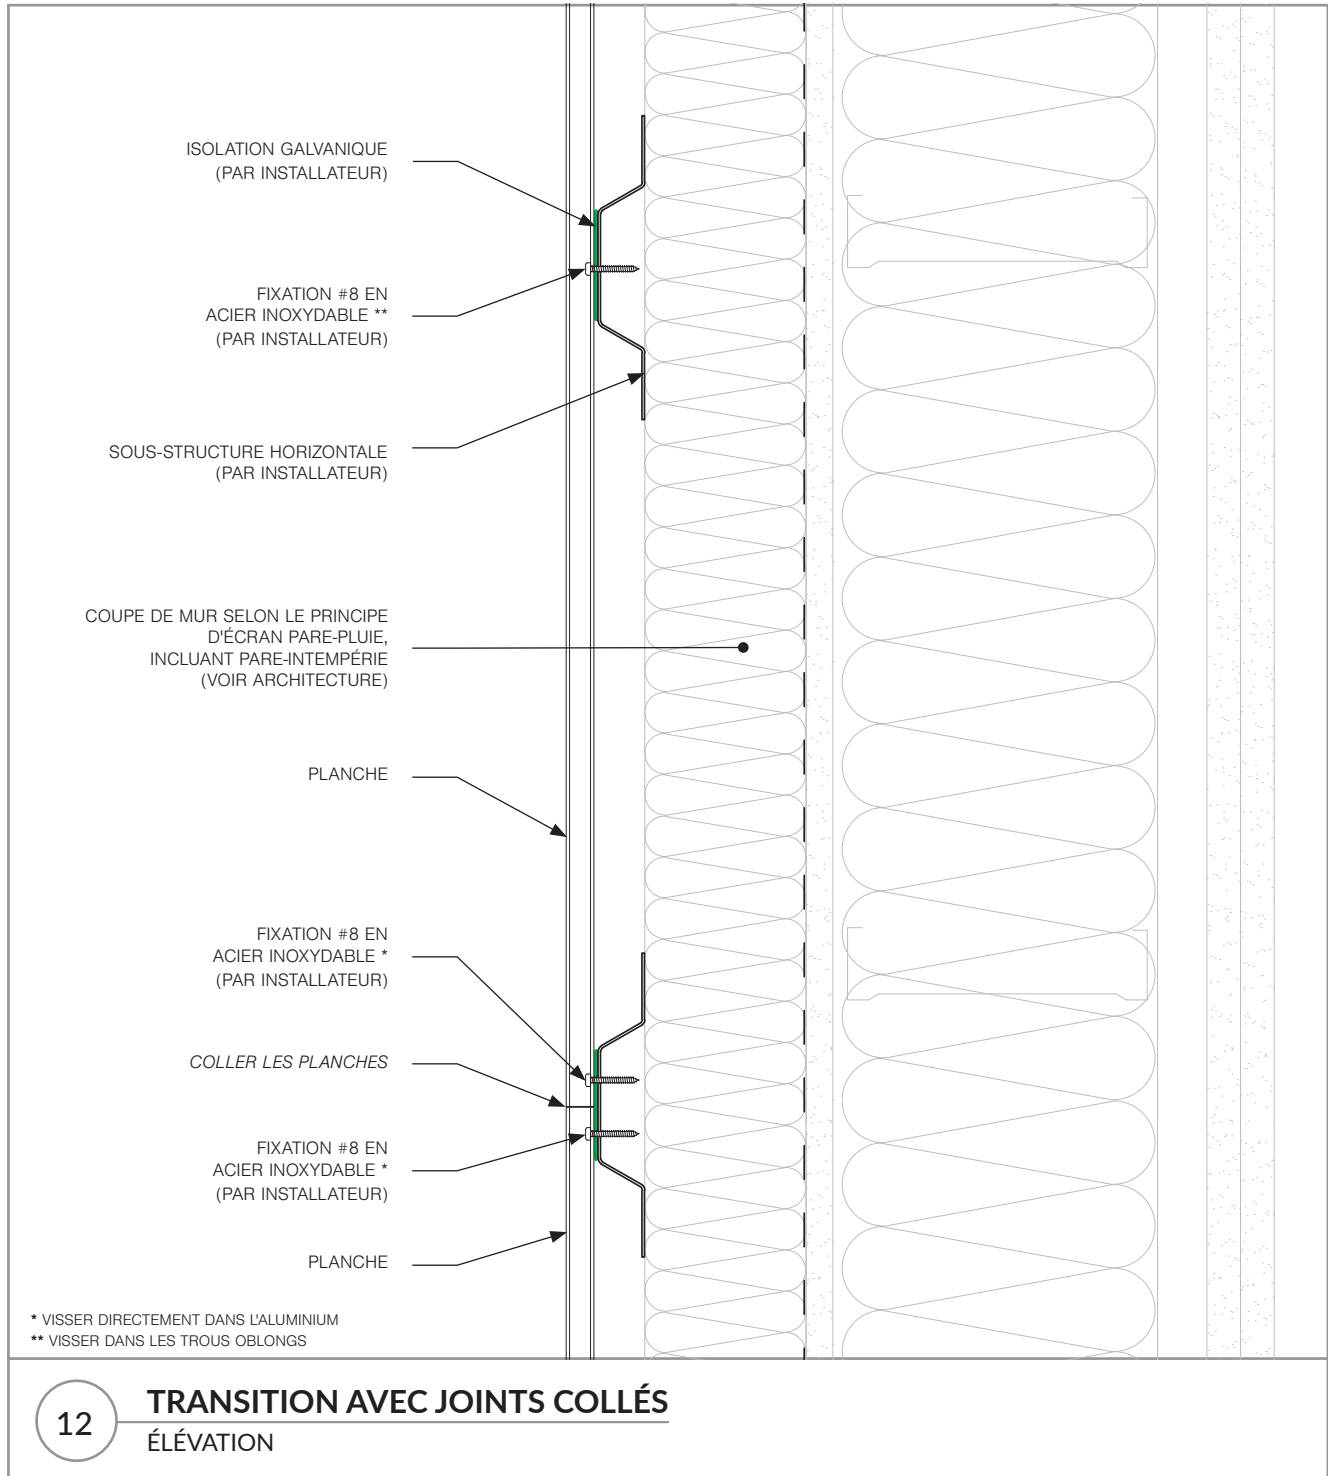 ISOLATION GALVANIQUE
(PAR INSTALLATEUR)
FIXATION #8 EN
ACIER INOXYDABLE **
(PAR INSTALLATEUR)
SOUS-STRUCTURE HORIZONTALE
(PAR INSTALLATEUR)
COUPE DE MUR SELON LE PRINCIPE
D'ÉCRAN PARE-PLUIE,
INCLUANT PARE-INTEMPÉRIE
(VOIR ARCHITECTURE)
PLANCHE
FIXATION #8 EN
ACIER INOXYDABLE *
(PAR INSTALLATEUR)
COLLER LES PLANCHES
FIXATION #8 EN
ACIER INOXYDABLE *
(PAR INSTALLATEUR)
PLANCHE
* VISSER DIRECTEMENT DANS L'ALUMINIUM
** VISSER DANS LES TROUS OBLONGS
12
TRANSITION AVEC JOINTS COLLÉS
ÉLÉVATION